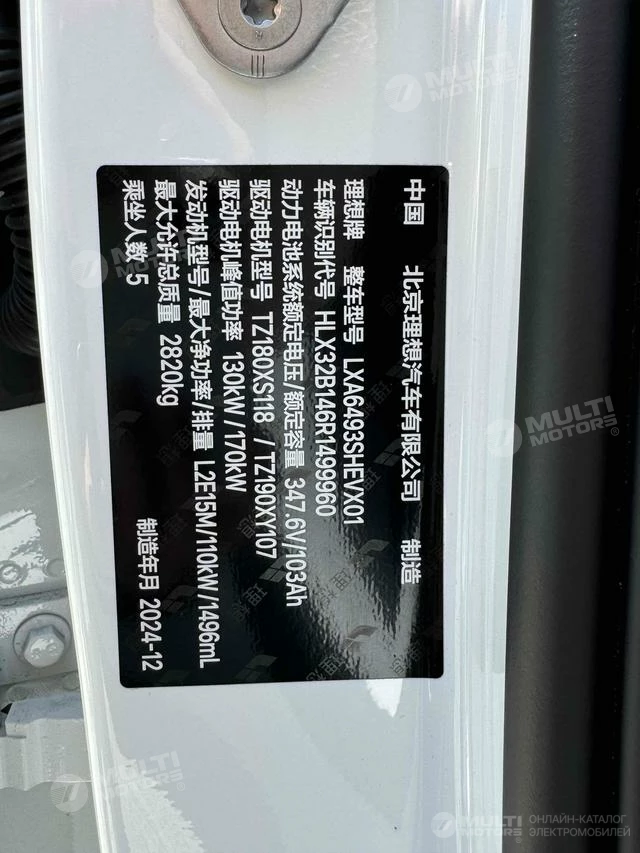 中国 北京理想汽车有限公司 制造
理想牌 整车型号 LXA6493SHEVX01
车辆识别代号 HLX32B146R1499960
动力电池系统额定电压/额定容量 347.6V/103Ah
驱动电机型号 TZ180XS118 / TZ190XY107
驱动电机峰值功率 130kW/170kW
发动机型号/最大净功率/排量 L2E15M/110kW/1496mL
最大允许总质量 2820kg
乘坐人数 5 制造年月 2024-12
MULTI MOTORS
MULTI MOTORS®
MULTI MOTORS
MULTI MOTORS
MULTI MOTORS
ОНЛАЙН-КАТАЛОГ
ЭЛЕКТРОМОБИЛЕЙ